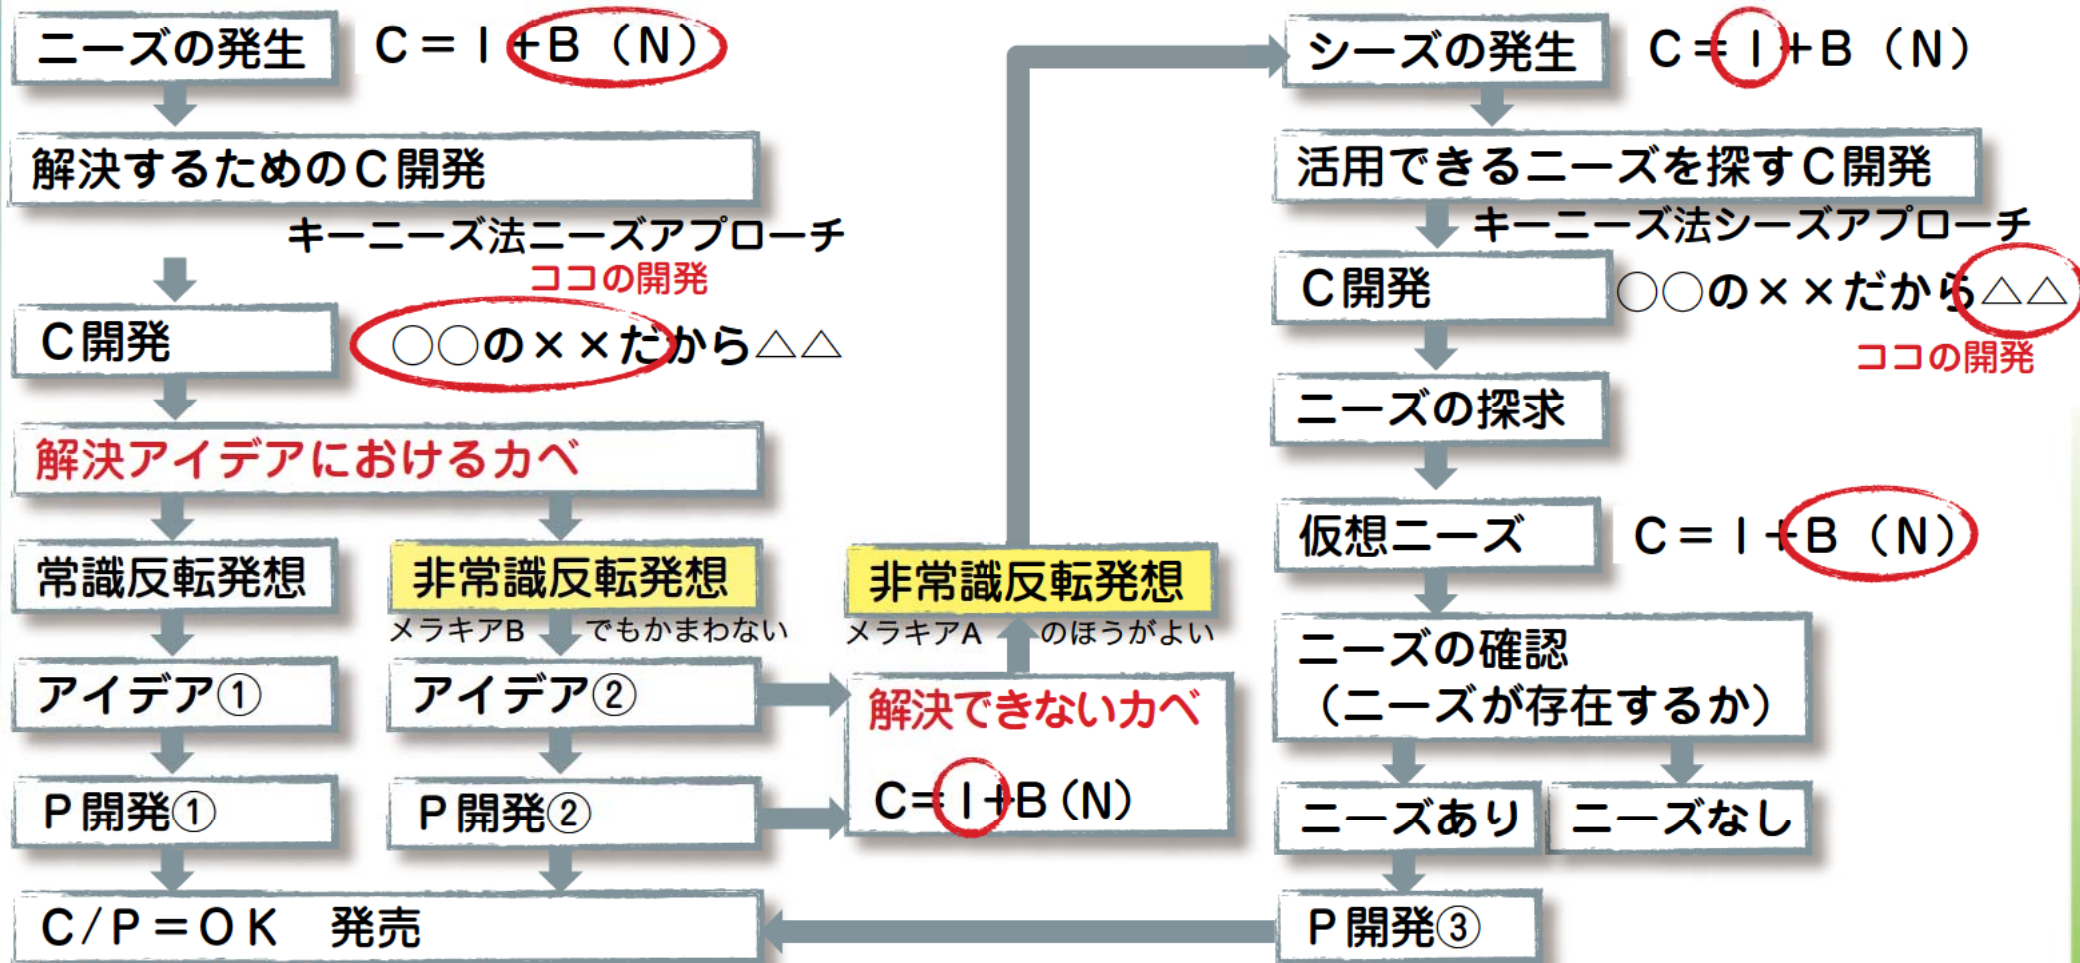 ニーズの発生
C=I+B（N）
解決するためのC開発
キーニーズ法ニーズアプローチ
ココの開発
C開発
○○の××だから△△
解決アイデアにおけるカベ
常識反転発想
非常識反転発想
メラキアB
でもかまわない
アイデア①
アイデア②
P開発①
P開発②
C/P=OK 発売
非常識反転発想
メラキアA
のほうがよい
解決できないカベ
C=I+B（N）
シーズの発生
C=I+B（N）
活用できるニーズを探すC開発
キーニーズ法シーズアプローチ
C開発
○○の××だから△△
ココの開発
ニーズの探求
仮想ニーズ
C=I+B（N）
ニーズの確認
（ニーズが存在するか）
ニーズあり
ニーズなし
P開発③